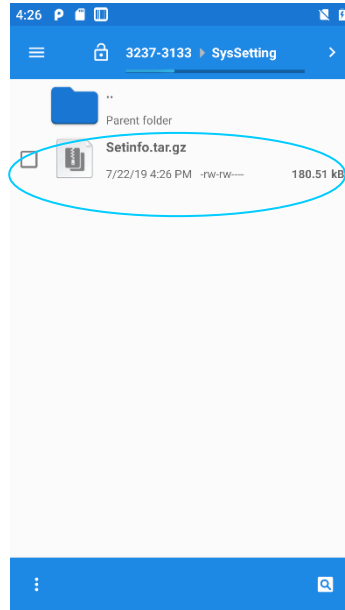 4:26
3237-3133 SysSetting
..
Parent folder
Setinfo.tar.gz
7/22/19 4:26 PM -rw-rw---- 180.51 kB